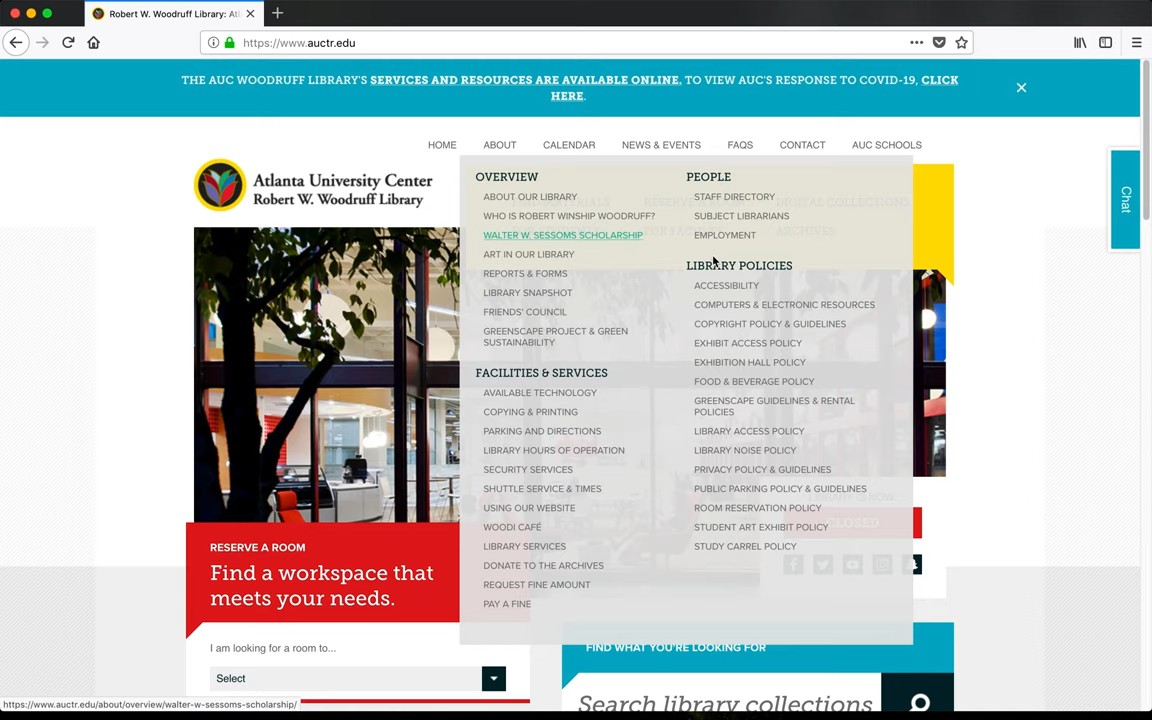 Robert W. Woodruff Library: At
https://www.auctr.edu
THE AUC WOODRUFF LIBRARY'S SERVICES AND RESOURCES ARE AVAILABLE ONLINE. TO VIEW AUC'S RESPONSE TO COVID-19, CLICK
HERE.
HOME ABOUT CALENDAR NEWS & EVENTS FAQS CONTACT AUC SCHOOLS
Atlanta University Center
Robert W. Woodruff Library
Chat
OVERVIEW
ABOUT OUR LIBRARY
WHO IS ROBERT WINSHIP WOODRUFF?
WALTER W. SESSOMS SCHOLARSHIP
ART IN OUR LIBRARY
REPORTS & FORMS
LIBRARY SNAPSHOT
FRIENDS' COUNCIL
GREENSCAPE PROJECT & GREEN
SUSTAINABILITY
FACILITIES & SERVICES
AVAILABLE TECHNOLOGY
COPYING & PRINTING
PARKING AND DIRECTIONS
LIBRARY HOURS OF OPERATION
SECURITY SERVICES
SHUTTLE SERVICE & TIMES
USING OUR WEBSITE
WOODI CAFÉ
LIBRARY SERVICES
DONATE TO THE ARCHIVES
REQUEST FINE AMOUNT
PAY A FINE
PEOPLE
STAFF DIRECTORY
SUBJECT LIBRARIANS
EMPLOYMENT
LIBRARY POLICIES
ACCESSIBILITY
COMPUTERS & ELECTRONIC RESOURCES
COPYRIGHT POLICY & GUIDELINES
EXHIBIT ACCESS POLICY
EXHIBITION HALL POLICY
FOOD & BEVERAGE POLICY
GREENSCAPE GUIDELINES & RENTAL
POLICIES
LIBRARY ACCESS POLICY
LIBRARY NOISE POLICY
PRIVACY POLICY & GUIDELINES
PUBLIC PARKING POLICY & GUIDELINES
ROOM RESERVATION POLICY
STUDENT ART EXHIBIT POLICY
STUDY CARREL POLICY
CLOSED
RESERVE A ROOM
Find a workspace that
meets your needs.
I am looking for a room to...
Select
FIND WHAT YOU'RE LOOKING FOR
Search library collections
https://www.auctr.edu/about/overview/walter-w-sessoms-scholarship/